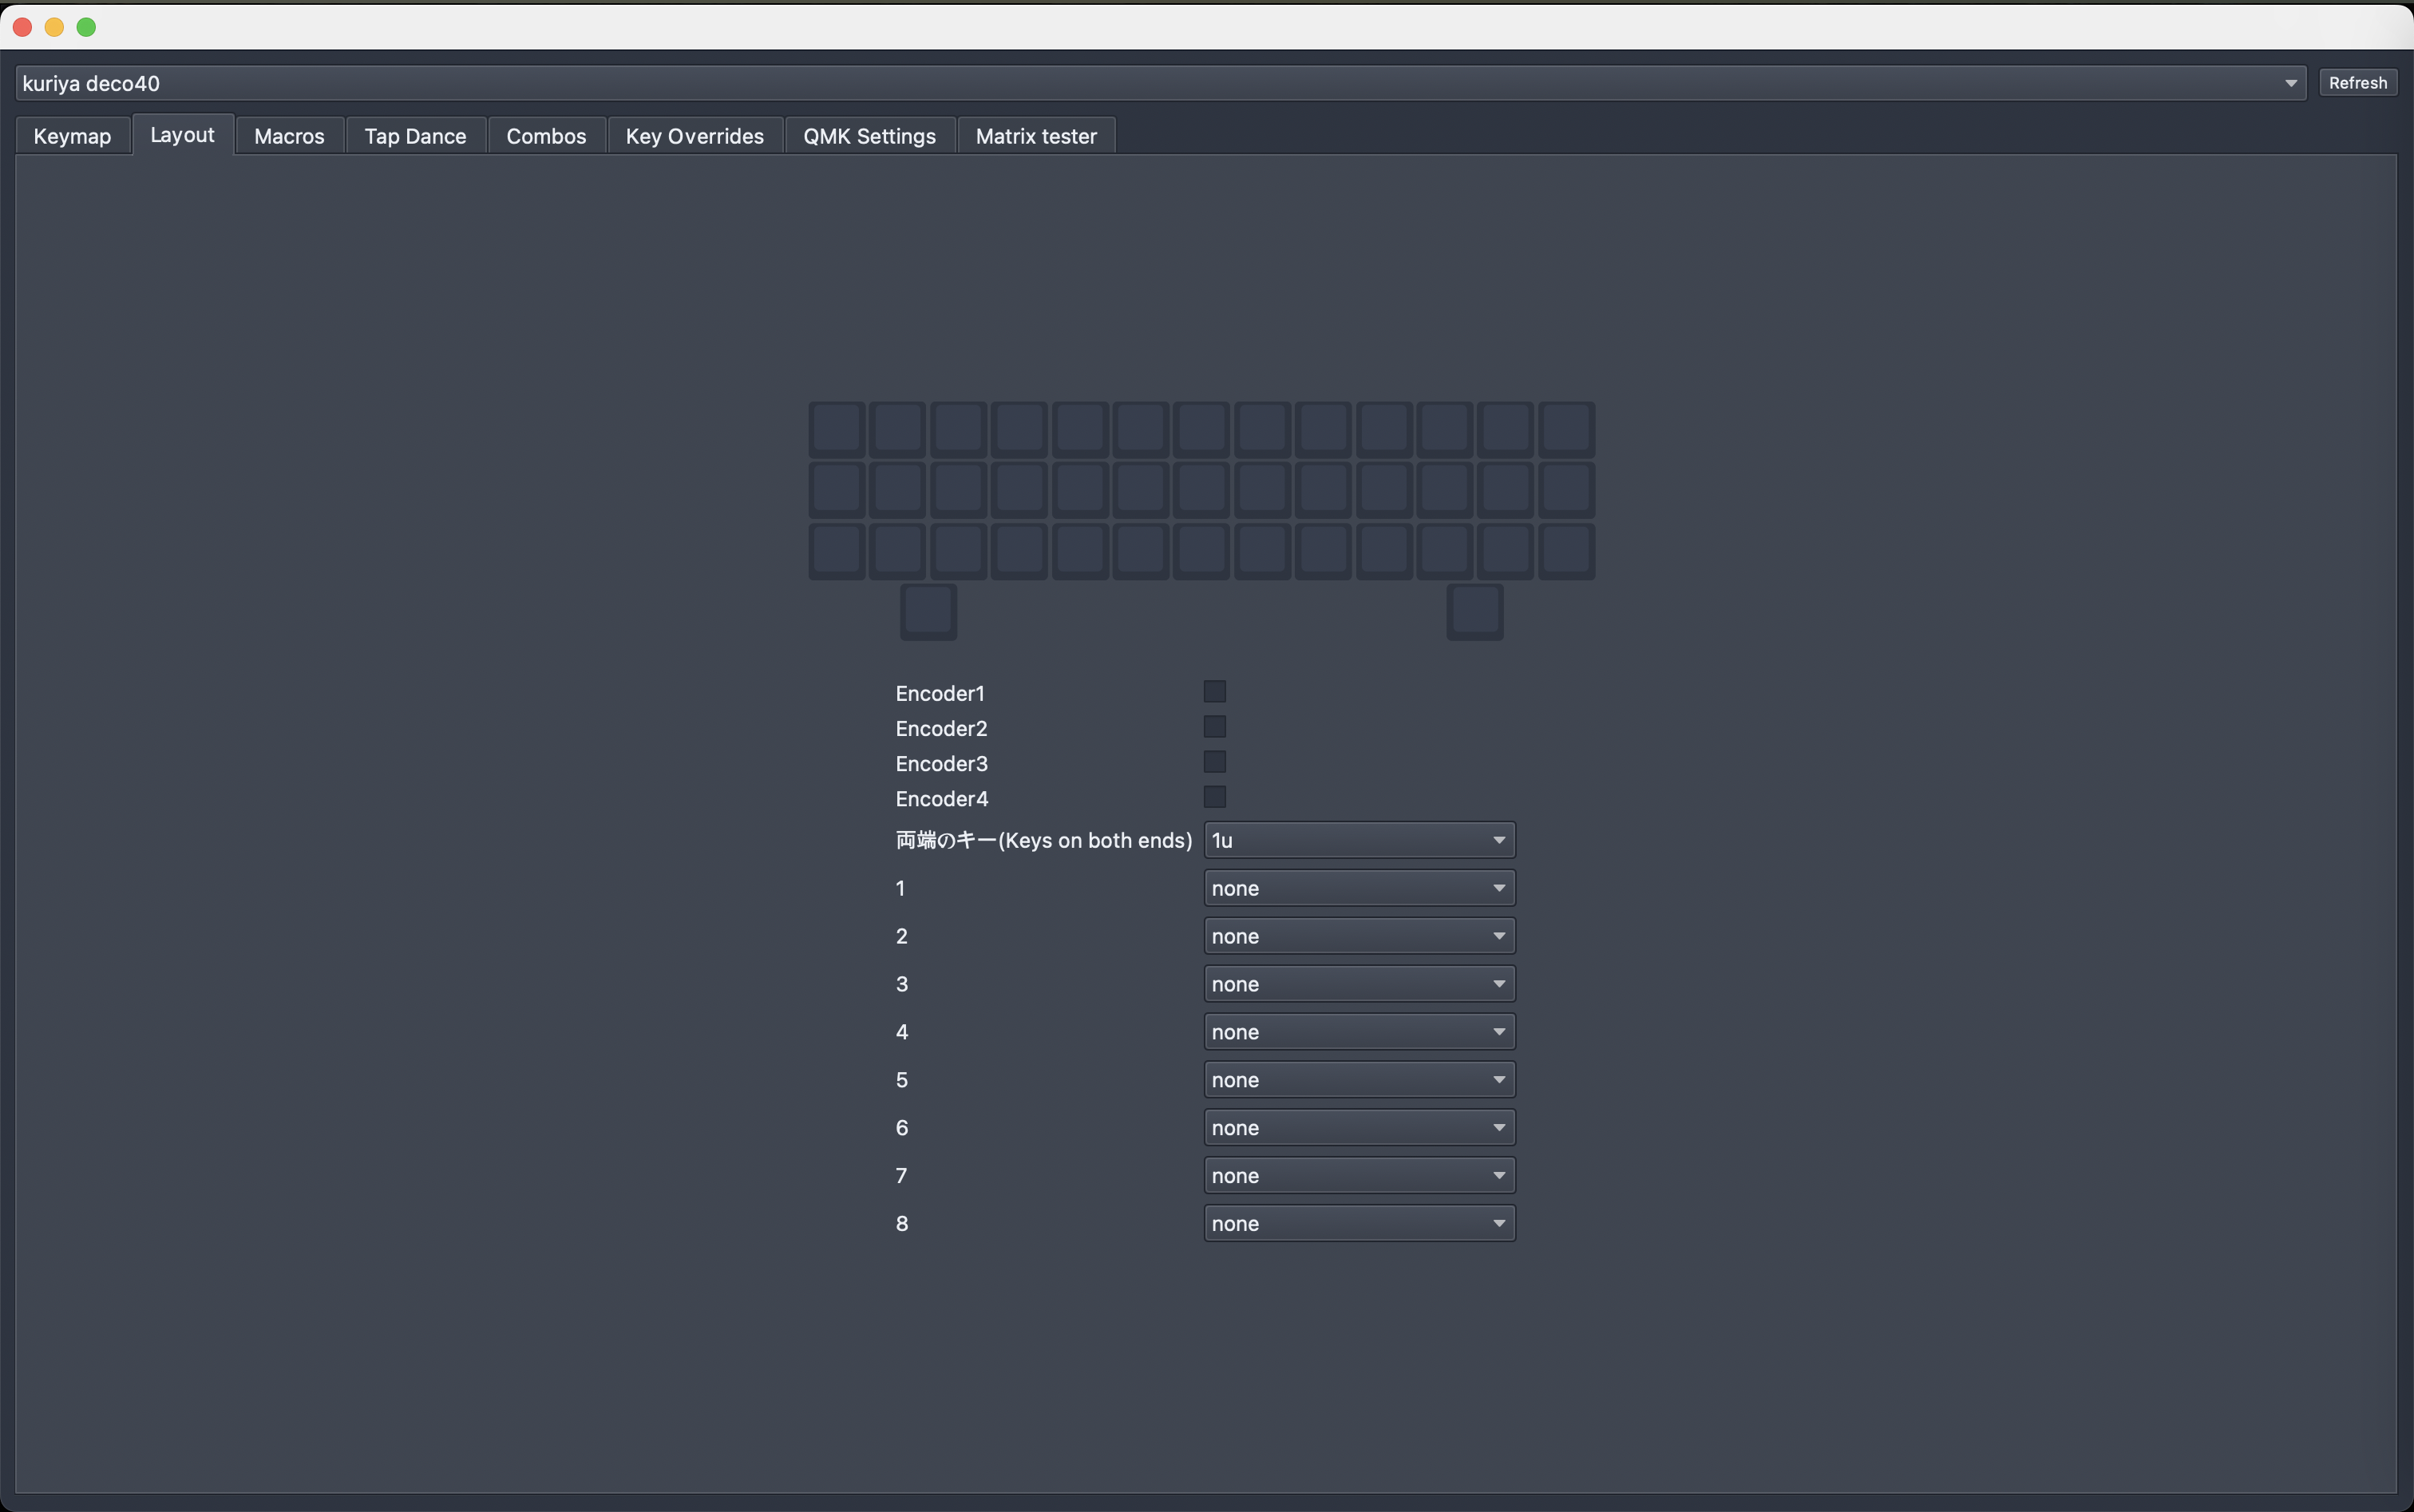 kuriya deco40
Refresh
Keymap Layout Macros Tap Dance Combos Key Overrides QMK Settings Matrix tester
Encoder1
Encoder2
Encoder3
Encoder4
両端のキー(Keys on both ends) 1u
1 none
2 none
3 none
4 none
5 none
6 none
7 none
8 none